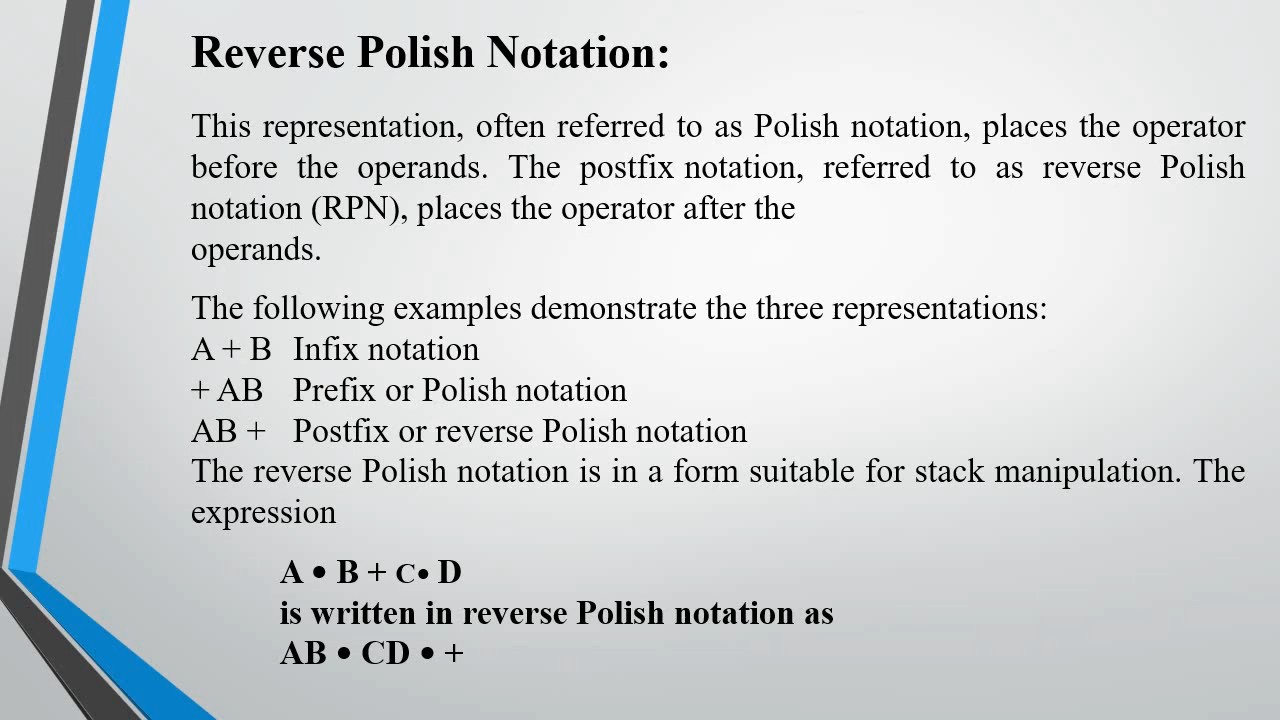 Reverse Polish Notation:
This representation, often referred to as Polish notation, places the operator
before the operands. The postfix notation, referred to as reverse Polish
notation (RPN), places the operator after the
operands.
The following examples demonstrate the three representations:
A + B Infix notation
+ AB Prefix or Polish notation
AB + Postfix or reverse Polish notation
The reverse Polish notation is in a form suitable for stack manipulation. The
expression
A • B + C• D
is written in reverse Polish notation as
AB • CD • +